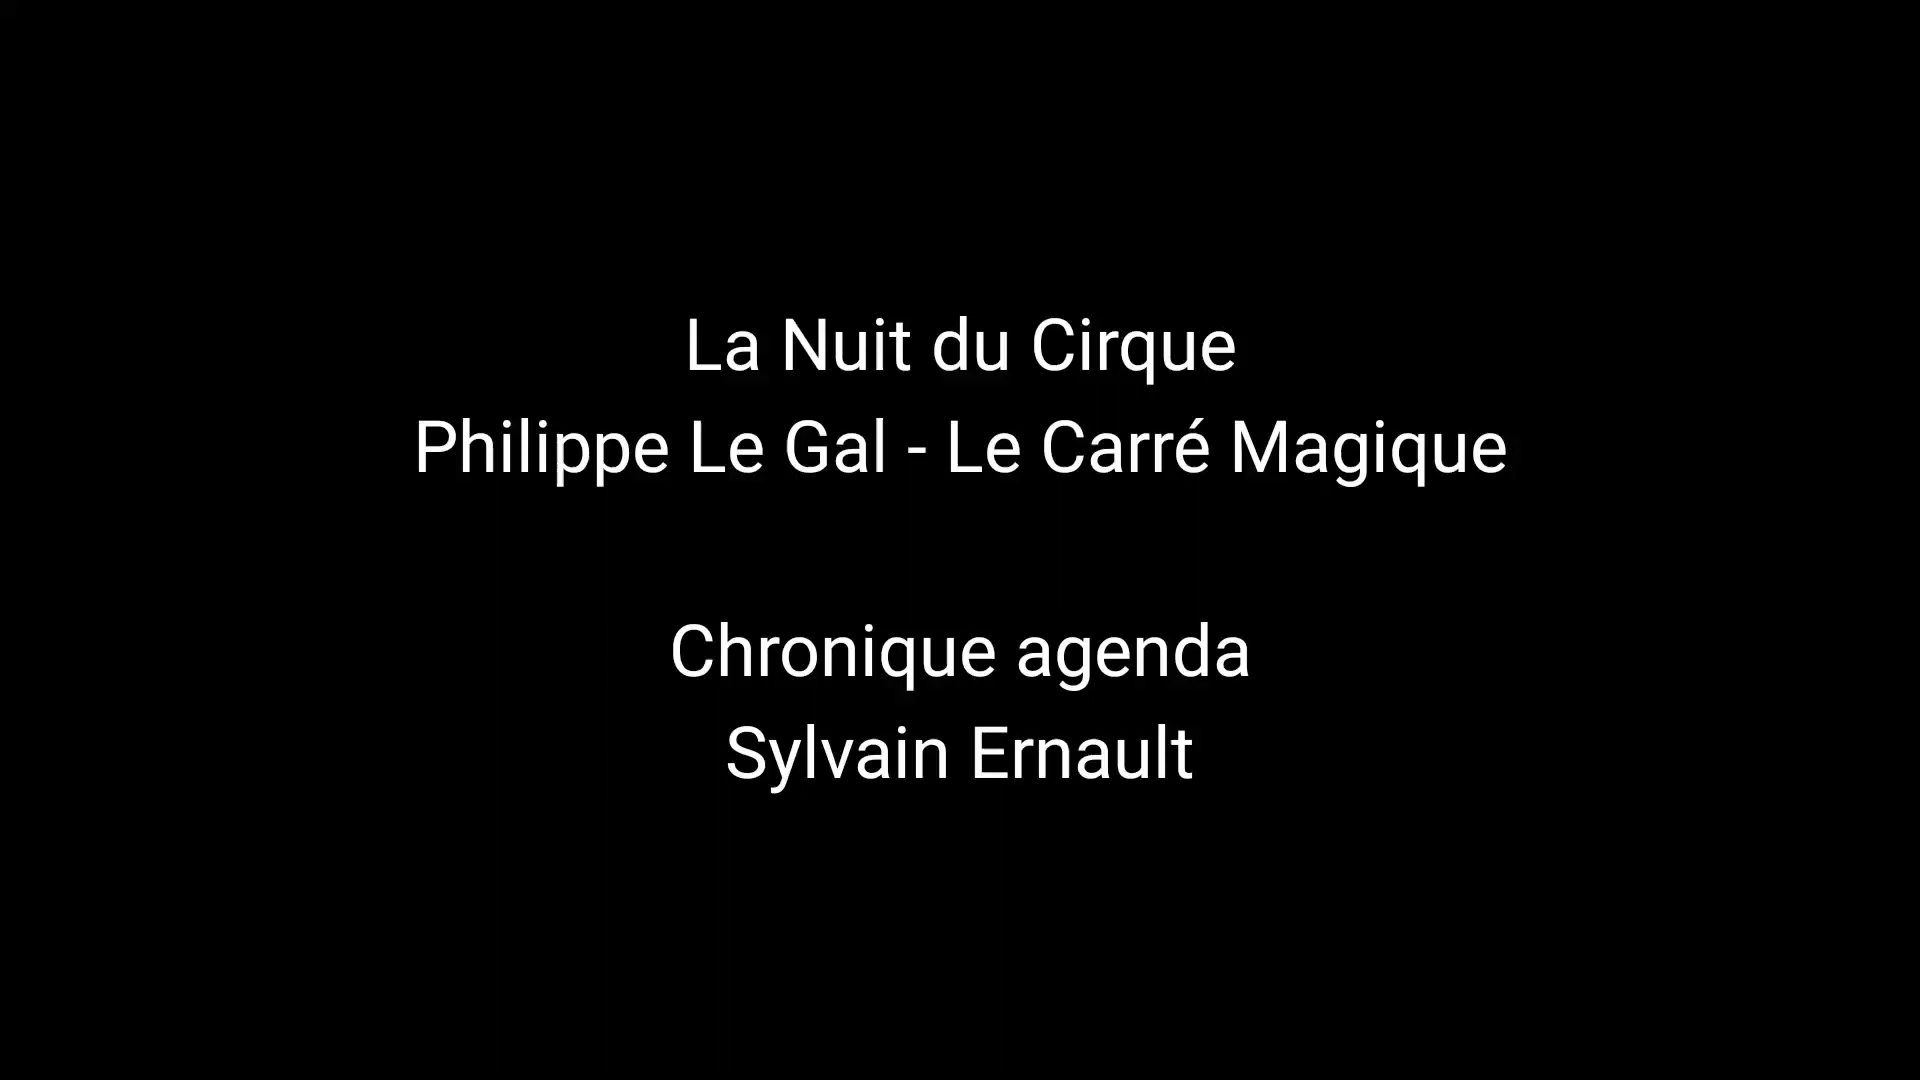 La Nuit du Cirque
Philippe Le Gal - Le Carré Magique
Chronique agenda
Sylvain Ernault